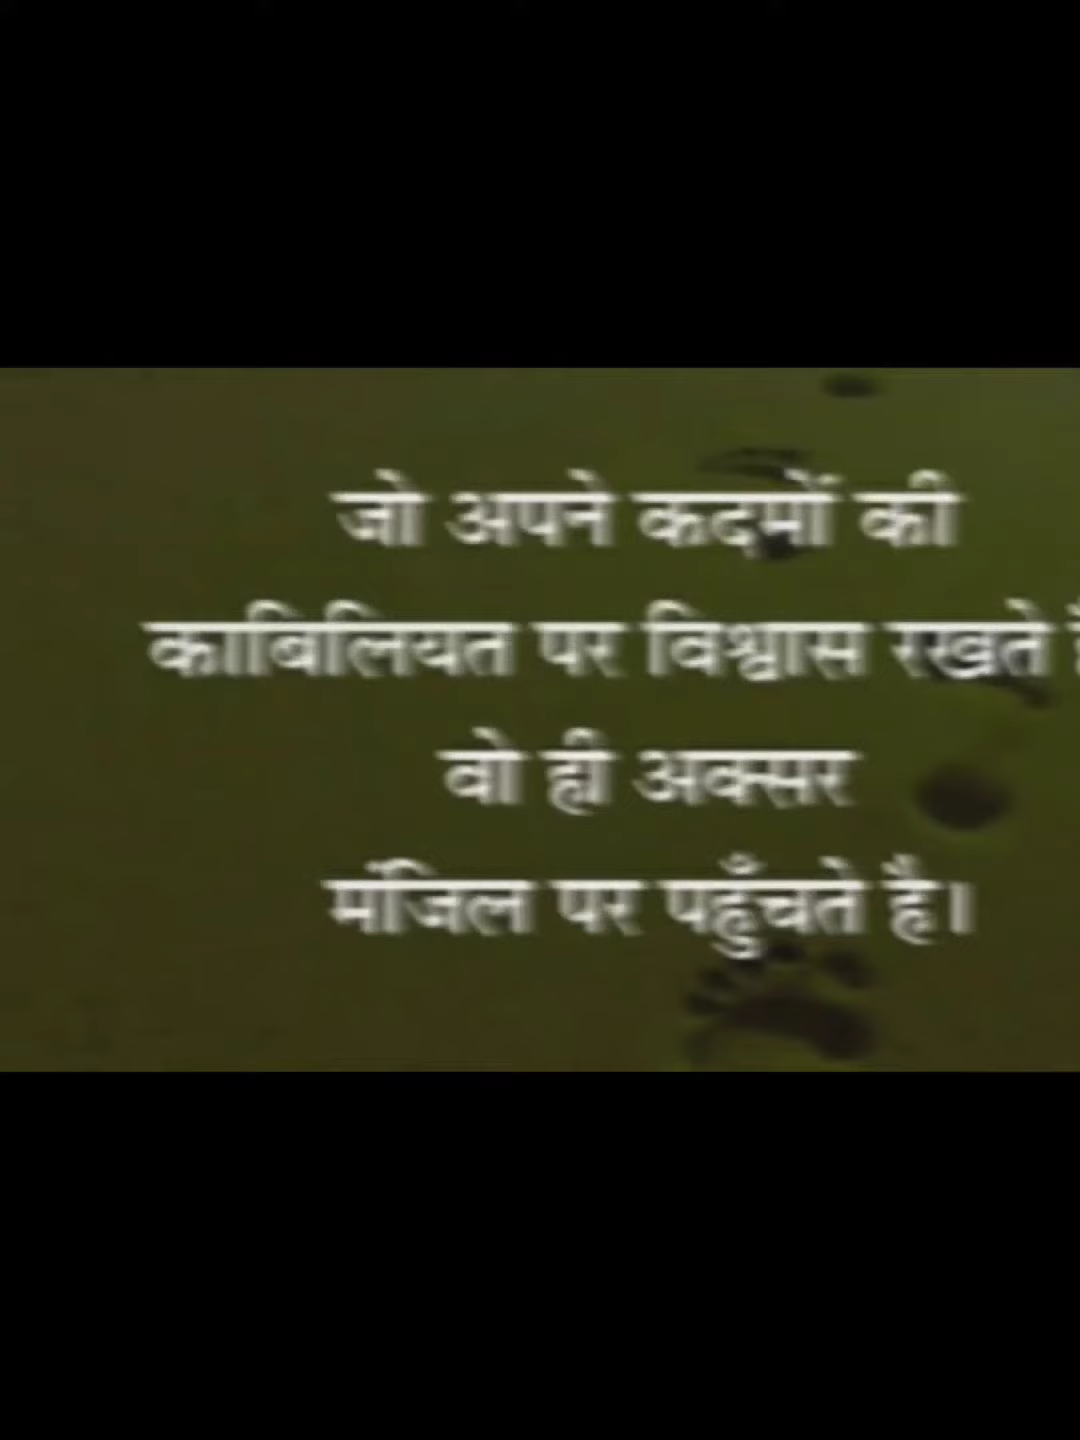 जो अपने कदमों की
काबिलियत पर विश्वास रखते
वो ही अक्सर
मंजिल पर पहुँचते है।